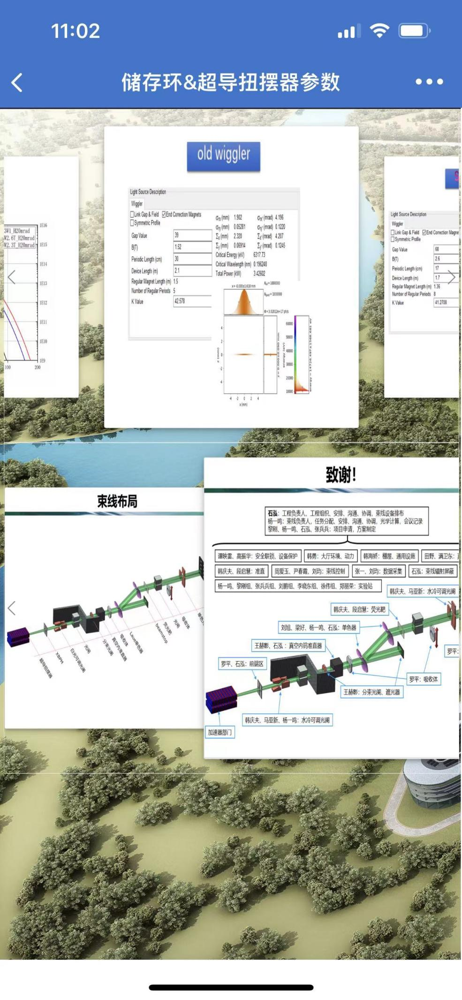 11:02
储存环&超导扭摆器参数
3W1_H20mrad
W2.6T_H20mrad
W2.3T_H20mrad
1E16
1E15
1E14
1E13
1E12
1E11
1E10
1E9
100 200
old wiggler
Light Source Description
Wiggler
Link Gap & Field End Correction Magnets
Symmetric Profile
Gap Value 39
B(T) 1.52
Periodic Length (cm) 30
Device Length (m) 2.1
Regular Magnet Length (m) 1.5
Number of Regular Periods 5
K Value 42.578
σx (mm) 1.902 σx' (mrad) 4.196
σy (mm) 0.05281 σy' (mrad) 0.1220
Σx (mm) 2.320 Σx' (mrad) 4.207
Σy (mm) 0.06914 Σy' (mrad) 0.1245
Critical Energy (eV) 6317.73
Critical Wavelength (nm) 0.196248
Total Power (kW) 3.42602
x = -0.000±1.618 mm
= 1000000
= 1000000
Φ = 3.02012e+17 ph/s
4
2
0
-2
-4
z (mm)
-4 -2 0 2 4
x (mm)
60000
50000
40000
30000
20000
10000
energy (eV)
S
Light Source Description
Wiggler
Link Gap & Field End Correction Magne
Symmetric Profile
Gap Value 68
B(T) 2.6
Periodic Length (cm) 17
Device Length (m) 1.7
Regular Magnet Length (m) 1.36
Number of Regular Periods 8
K Value 41.2708
束线布局
超导扭摆器
XBPM
白光可调光阑
光闸
分束光阑
真空内准直器
吸收体
Laue单色器
beamstop
荧光靶
光闸
吸收体
单色
致谢！
石泓：工程负责人、工程组织、安排、沟通、协调，束线设备排布
杨一鸣：束线负责人，任务分配、安排、沟通、协调，光学计算，会议记录
黎刚、杨一鸣、石泓、张兵兵：项目申请，方案制定
谭映雷、高振华：安全联锁、设备保护
韩勇：大厅环境、动力
韩海娇：棚屋、通用设施
田野、满卫东：
韩庆夫、段启慧：准直
周爱玉、尹春霞、刘玙：束线控制
张一、刘玙：数据采集
石泓：束线辐射屏蔽
杨一鸣、黎刚组、张兵兵组、刘鹏组、李晓东组、徐伟组、郑丽荣：实验站
韩庆夫、马亚新：水冷可调光阑
韩庆夫、段启慧：荧光靶
刘旭、梁好、杨一鸣、石泓：单色器
王赫影、石泓：真空内钨准直器
罗平、石泓：前端区
罗平：
罗平：吸收体
王赫影：分束光阑、遮光器
韩庆夫、马亚新、杨一鸣：水冷可调光阑
加速器部门